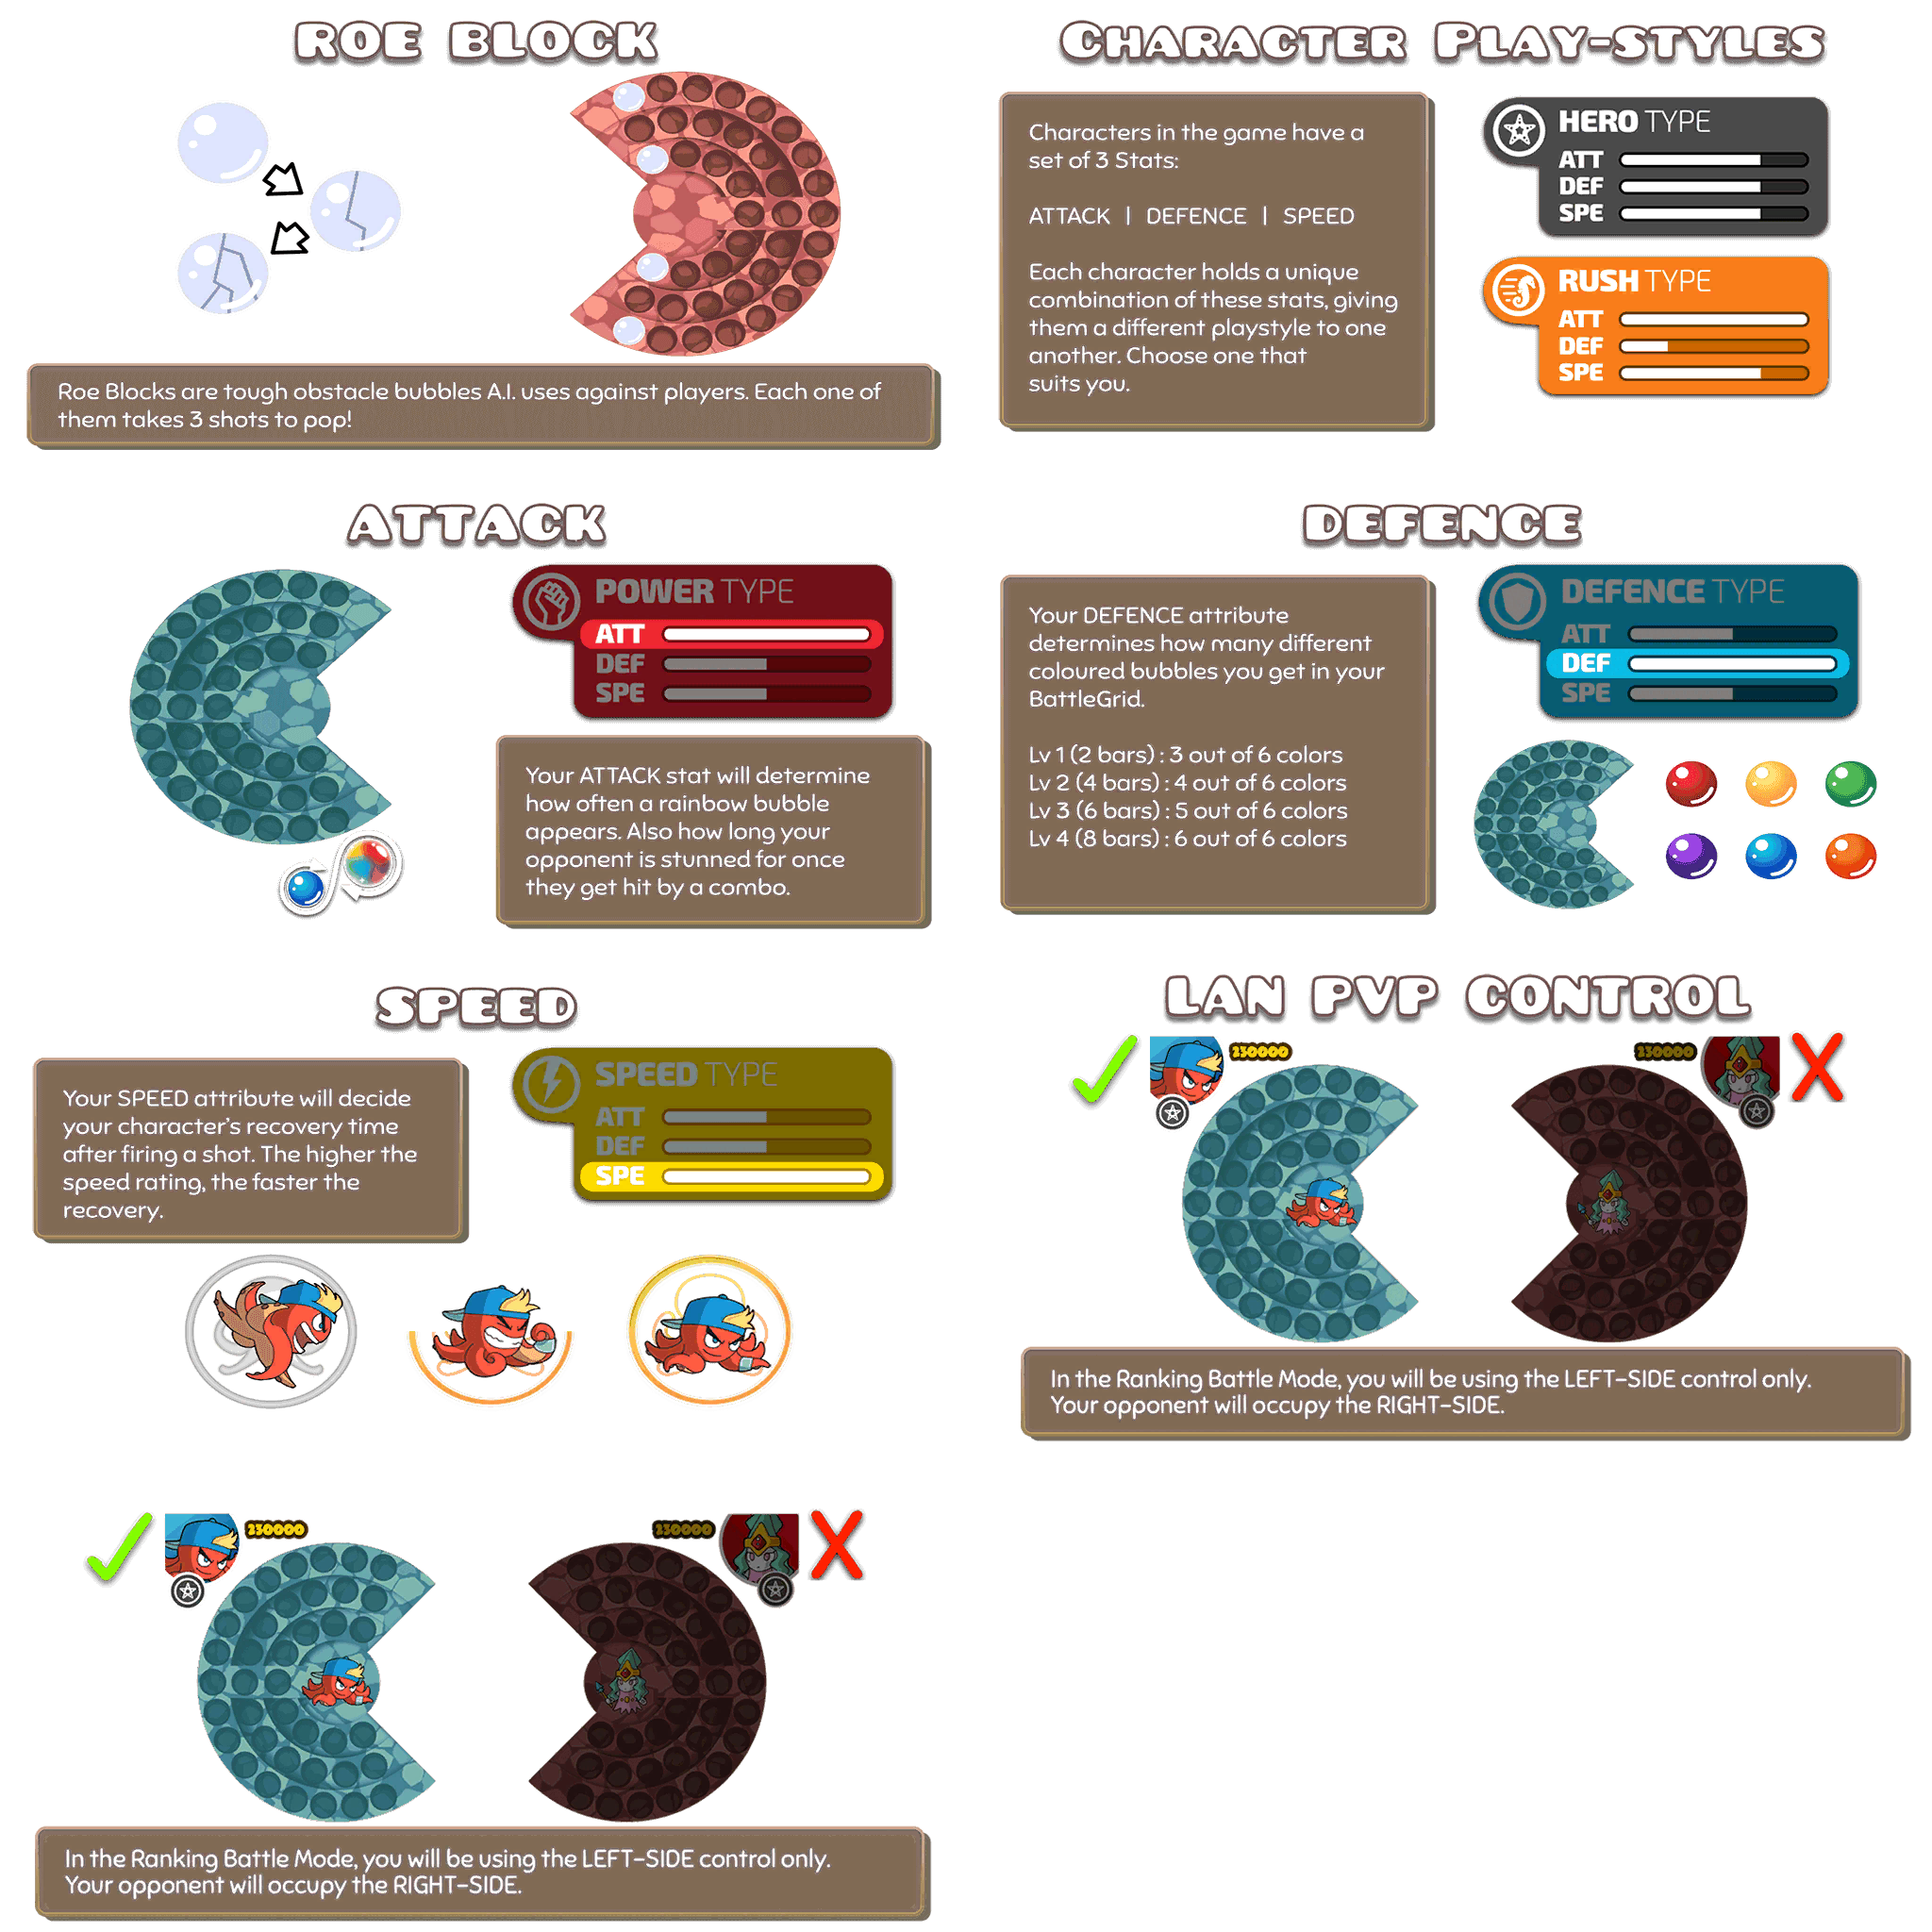 ROE BLOCK
Roe Blocks are tough obstacle bubbles A.I. uses against players. Each one of
them takes 3 shots to pop!
CHARACTER PLAY-STYLES
Characters in the game have a
set of 3 Stats:
ATTACK | DEFENCE | SPEED
Each character holds a unique
combination of these stats, giving
them a different playstyle to one
another. Choose one that
suits you.
HERO TYPE
ATT
DEF
SPE
RUSH TYPE
ATT
DEF
SPE
ATTACK
POWER TYPE
ATT
DEF
SPE
Your ATTACK stat will determine
how often a rainbow bubble
appears. Also how long your
opponent is stunned for once
they get hit by a combo.
DEFENCE
Your DEFENCE attribute
determines how many different
coloured bubbles you get in your
BattleGrid.
Lv 1 (2 bars) : 3 out of 6 colors
Lv 2 (4 bars) : 4 out of 6 colors
Lv 3 (6 bars) : 5 out of 6 colors
Lv 4 (8 bars) : 6 out of 6 colors
DEFENCE TYPE
ATT
DEF
SPE
SPEED
Your SPEED attribute will decide
your character's recovery time
after firing a shot. The higher the
speed rating, the faster the
recovery.
SPEED TYPE
ATT
DEF
SPE
LAN PVP CONTROL
230000
230000
In the Ranking Battle Mode, you will be using the LEFT-SIDE control only.
Your opponent will occupy the RIGHT-SIDE.
230000
230000
In the Ranking Battle Mode, you will be using the LEFT-SIDE control only.
Your opponent will occupy the RIGHT-SIDE.